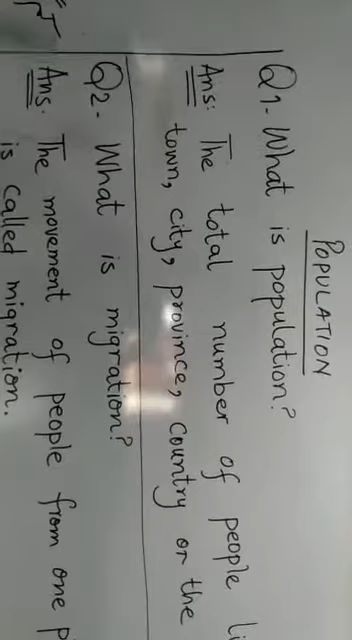 POPULATION
Q1- What is population?
Ans: The total number of people
town, city, province, country or the
Q2- What is migration?
Ans. The movement of people from one
is called migration.